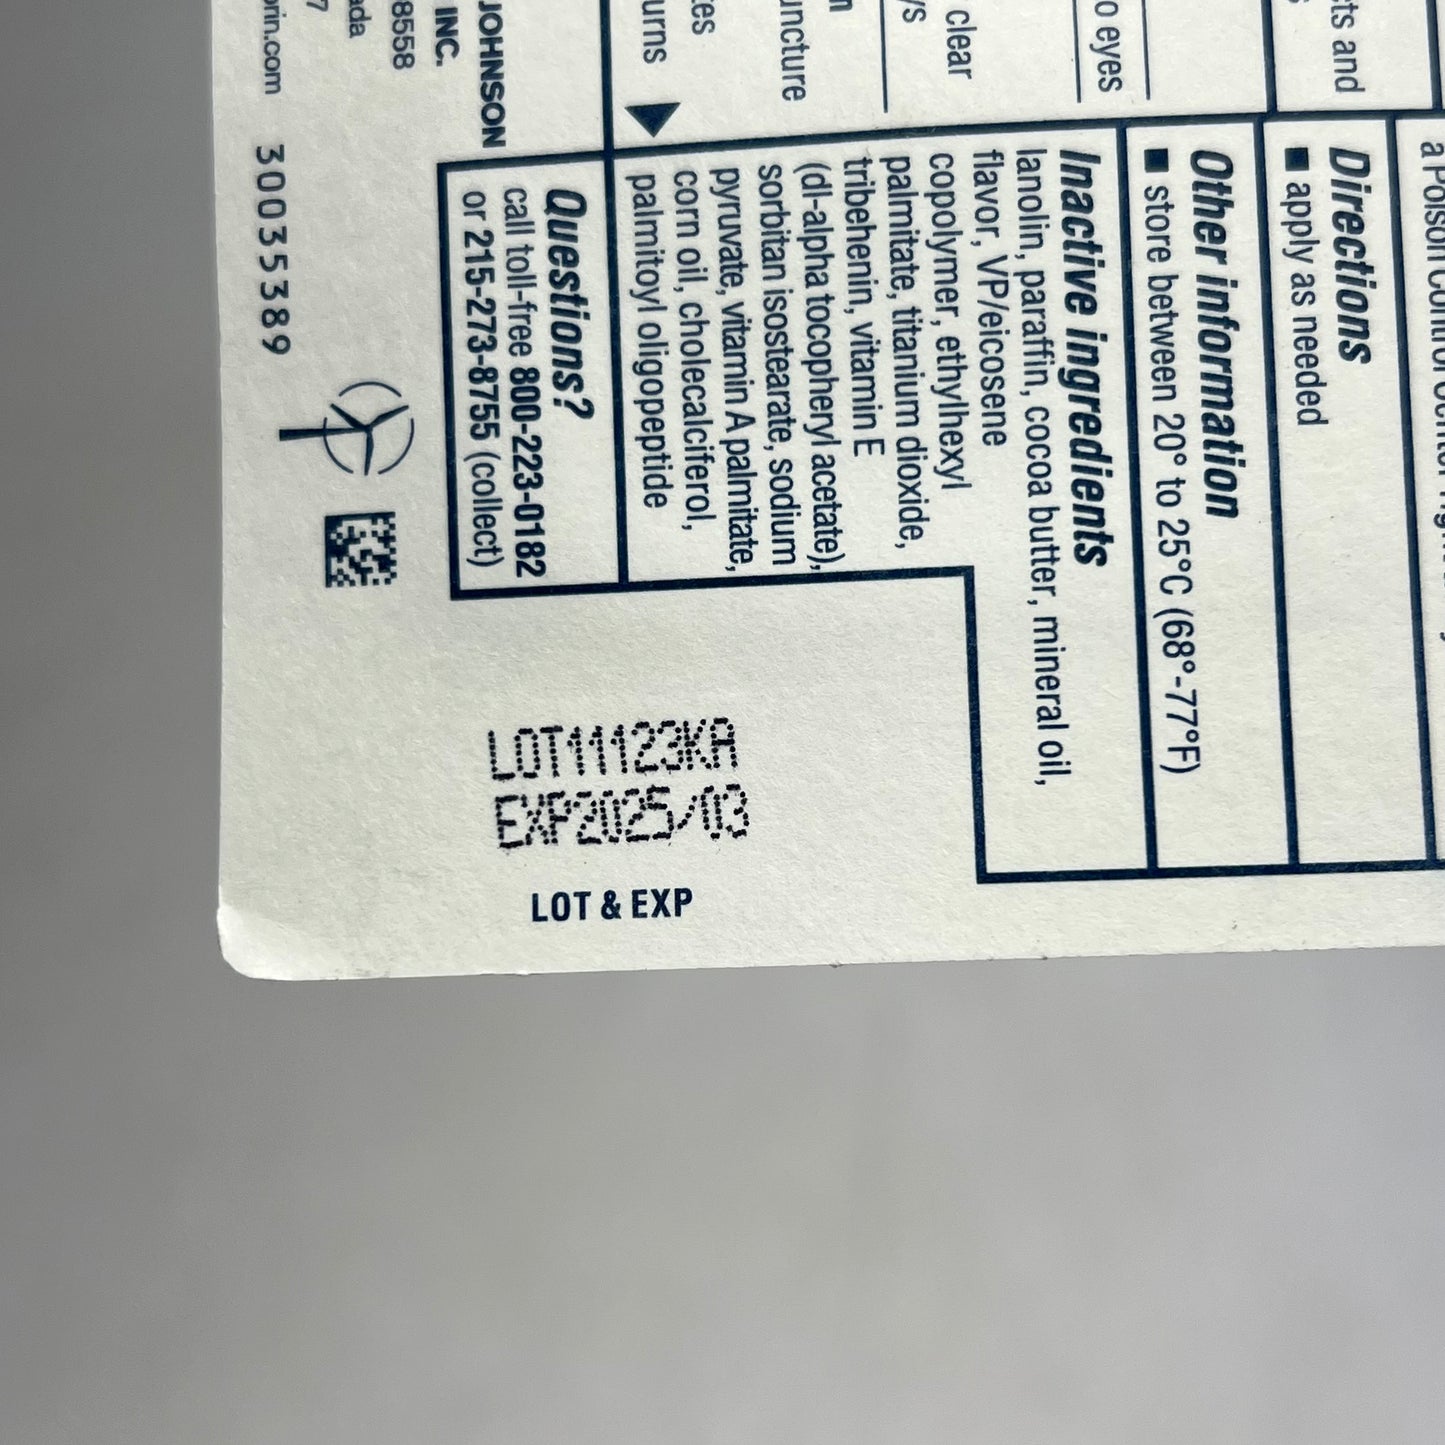 a Poison Control Center
Directions
■ apply as needed
Other information
■ store between 20° to 25°C (68°-77°F)
Inactive ingredients
lanolin, paraffin, cocoa butter, mineral oil,
flavor, VP/eicosene
copolymer, ethylhexyl
palmitate, titanium dioxide,
tribehenin, vitamin E
(dl-alpha tocopheryl acetate),
sorbitan isostearate, sodium
pyruvate, vitamin A palmitate,
corn oil, cholecalciferol,
palmitoyl oligopeptide
Questions?
call toll-free 800-223-0182
or 215-273-8755 (collect)
and
o eyes
clear
uncture
urns
JOHNSON
INC.
8558
7
.com
30035389
LOT11123KA
EXP2025/03
LOT & EXP